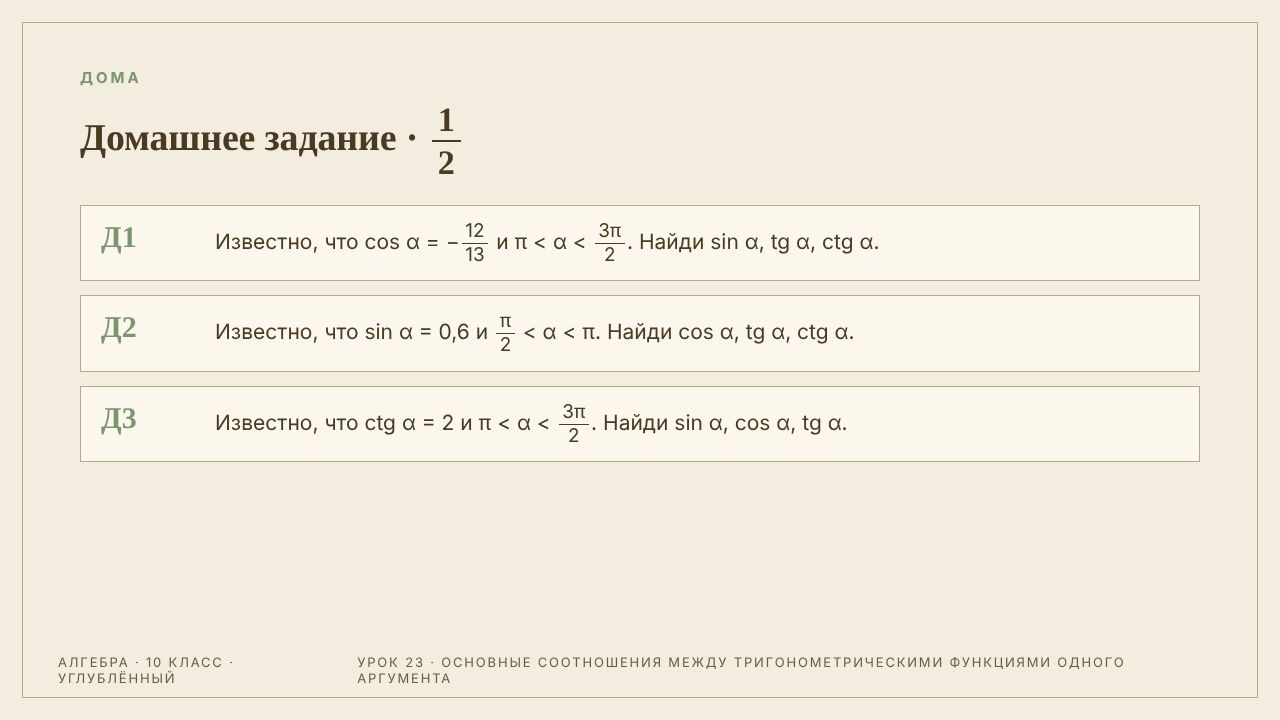 ДОМА
Домашнее задание · 1/2
Д1
Известно, что cos α = −12/13 и π < α < 3π/2. Найди sin α, tg α, ctg α.
Д2
Известно, что sin α = 0,6 и π/2 < α < π. Найди cos α, tg α, ctg α.
Д3
Известно, что ctg α = 2 и π < α < 3π/2. Найди sin α, cos α, tg α.
АЛГЕБРА · 10 КЛАСС ·
УГЛУБЛЁННЫЙ
УРОК 23 · ОСНОВНЫЕ СООТНОШЕНИЯ МЕЖДУ ТРИГОНОМЕТРИЧЕСКИМИ ФУНКЦИЯМИ ОДНОГО
АРГУМЕНТА